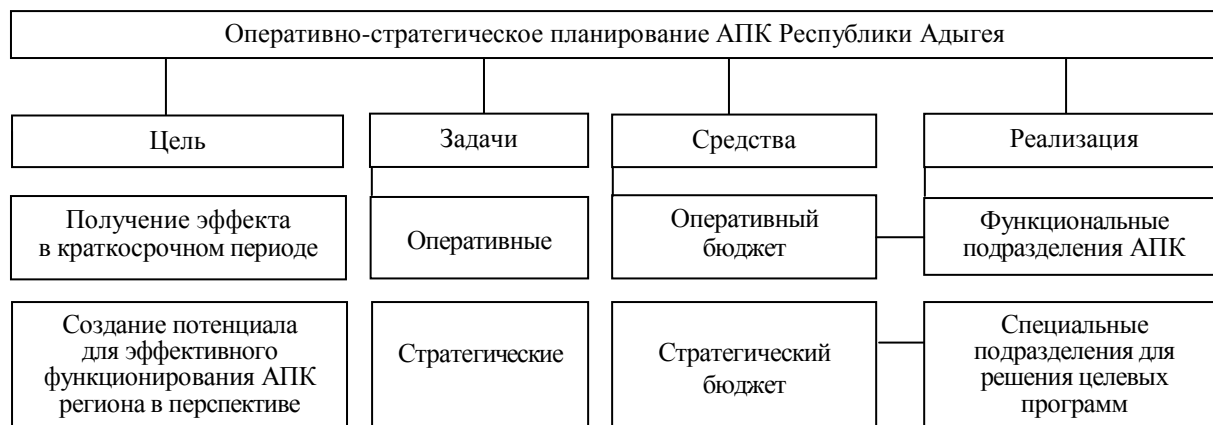 Оперативно-стратегическое планирование АПК Республики Адыгея
Цель
Задачи
Средства
Реализация
Получение эффекта
в краткосрочном периоде
Оперативные
Оперативный
бюджет
Функциональные
подразделения АПК
Создание потенциала
для эффективного
функционирования АПК
региона в перспективе
Стратегические
Стратегический
бюджет
Специальные
подразделения для
решения целевых
программ